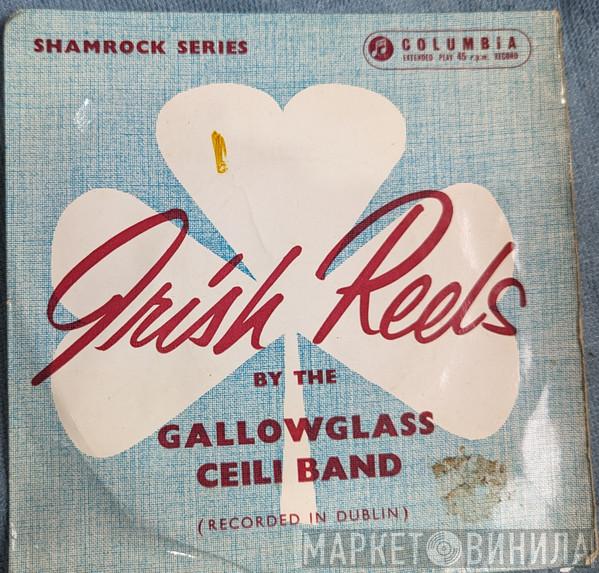 SHAMROCK SERIES
COLUMBIA
EXTENDED PLAY 45 r.p.m. RECORD
Irish Reels
BY THE
GALLOWGLASS
CEILI BAND
(RECORDED IN DUBLIN)
МАРКЕТ ВИНИЛА